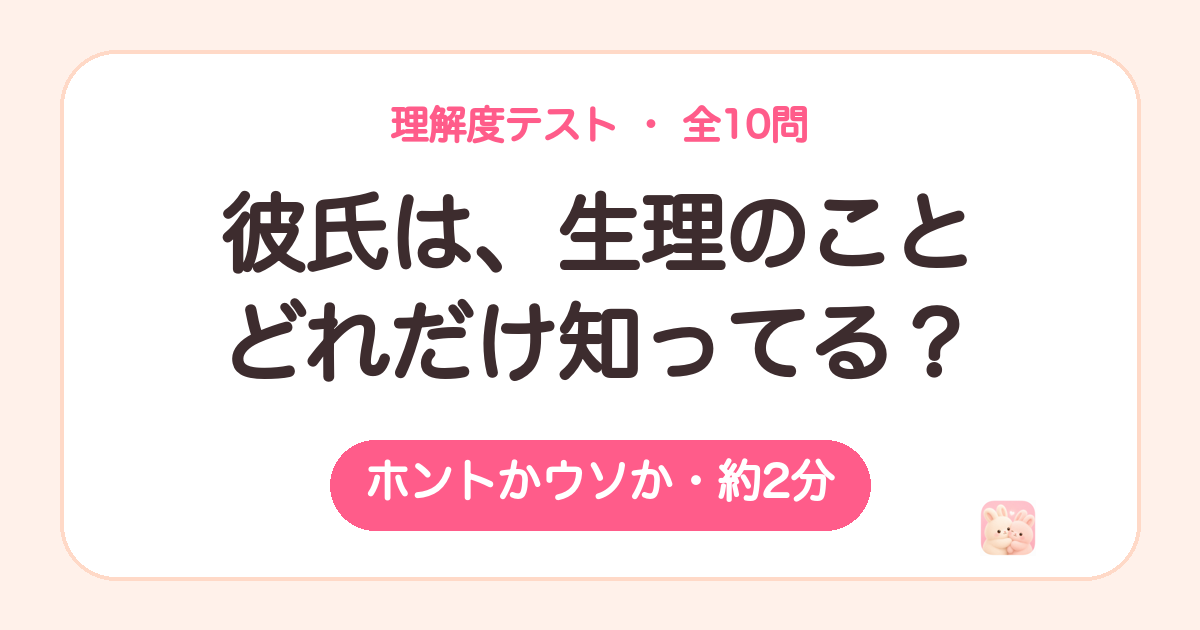 理解度テスト ・ 全10問
彼氏は、生理のこと
どれだけ知ってる？
ホントかウソか・約2分